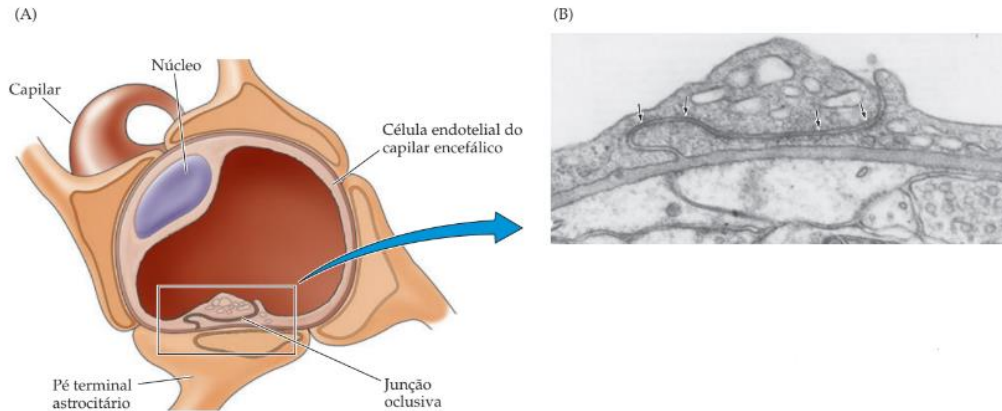 (A)
(B)
Núcleo
Capilar
Célula endotelial do
capilar encefálico
Pé terminal
astrocitário
Junção
oclusiva